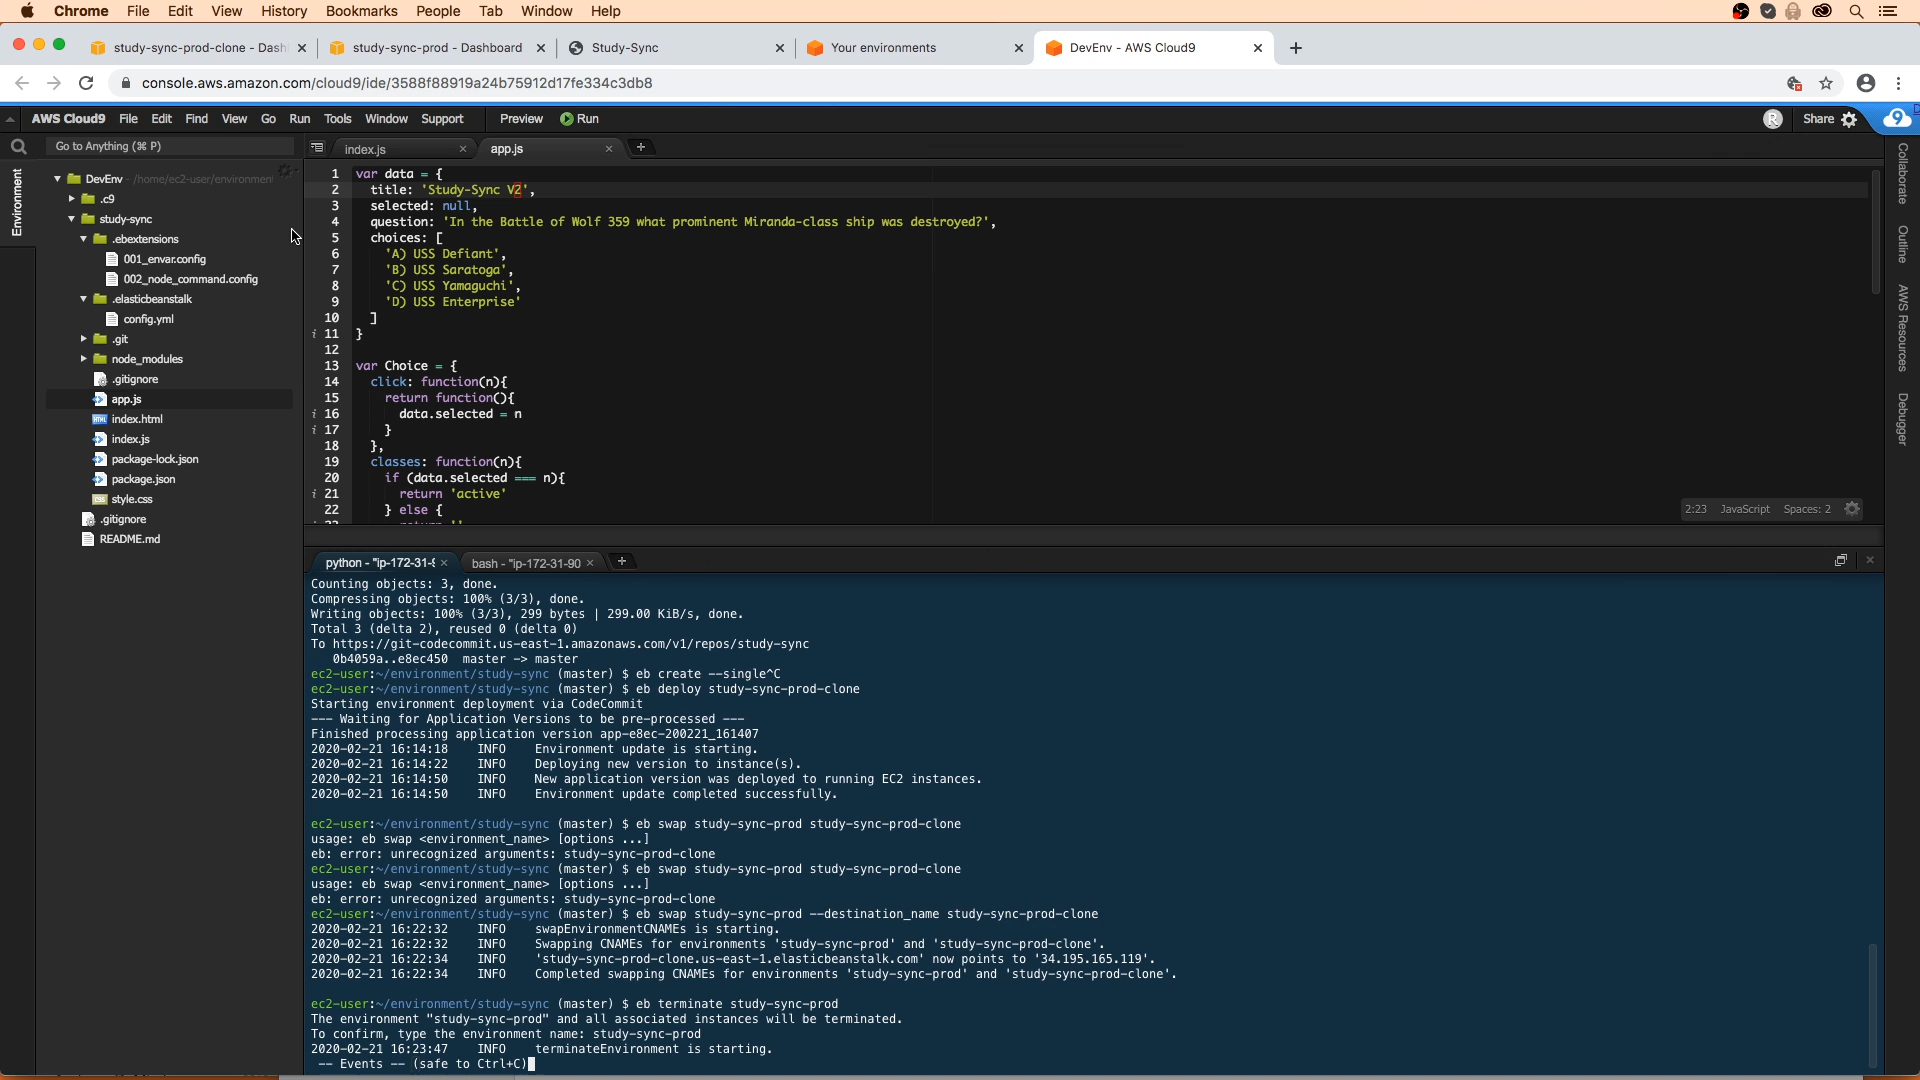 Chrome File Edit View History Bookmarks People Tab Window Help
study-sync-prod-clone - Dash
study-sync-prod - Dashboard
Study-Sync
Your environments
DevEnv - AWS Cloud9
console.aws.amazon.com/cloud9/ide/3588f88919a24b75912d17fe334c3db8
AWS Cloud9 File Edit Find View Go Run Tools Window Support Preview Run
R Share 9
Go to Anything (⌘ P)
index.js
app.js
Environment
DevEnv - /home/ec2-user/environment
.c9
study-sync
.ebextensions
001_envar.config
002_node_command.config
.elasticbeanstalk
config.yml
.git
node_modules
.gitignore
app.js
index.html
index.js
package-lock.json
package.json
style.css
.gitignore
README.md
1 var data = {
2 title: 'Study-Sync V2',
3 selected: null,
4 question: 'In the Battle of Wolf 359 what prominent Miranda-class ship was destroyed?',
5 choices: [
6 'A) USS Defiant',
7 'B) USS Saratoga',
8 'C) USS Yamaguchi',
9 'D) USS Enterprise'
10 ]
11 }
12
13 var Choice = {
14 click: function(n){
15 return function(){
16 data.selected = n
17 }
18 },
19 classes: function(n){
20 if (data.selected === n){
21 return 'active'
22 } else {
2:23 JavaScript Spaces: 2
Collaborate
Outline
AWS Resources
Debugger
python - "ip-172-31-8
bash - "ip-172-31-90
Counting objects: 3, done.
Compressing objects: 100% (3/3), done.
Writing objects: 100% (3/3), 299 bytes | 299.00 KiB/s, done.
Total 3 (delta 2), reused 0 (delta 0)
To https://git-codecommit.us-east-1.amazonaws.com/v1/repos/study-sync
0b4059a..e8ec450 master -> master
ec2-user:~/environment/study-sync (master) $ eb create --single^C
ec2-user:~/environment/study-sync (master) $ eb deploy study-sync-prod-clone
Starting environment deployment via CodeCommit
--- Waiting for Application Versions to be pre-processed ---
Finished processing application version app-e8ec-200221_161407
2020-02-21 16:14:18 INFO Environment update is starting.
2020-02-21 16:14:22 INFO Deploying new version to instance(s).
2020-02-21 16:14:50 INFO New application version was deployed to running EC2 instances.
2020-02-21 16:14:50 INFO Environment update completed successfully.
ec2-user:~/environment/study-sync (master) $ eb swap study-sync-prod study-sync-prod-clone
usage: eb swap <environment_name> [options ...]
eb: error: unrecognized arguments: study-sync-prod-clone
ec2-user:~/environment/study-sync (master) $ eb swap study-sync-prod study-sync-prod-clone
usage: eb swap <environment_name> [options ...]
eb: error: unrecognized arguments: study-sync-prod-clone
ec2-user:~/environment/study-sync (master) $ eb swap study-sync-prod --destination_name study-sync-prod-clone
2020-02-21 16:22:32 INFO swapEnvironmentCNAMEs is starting.
2020-02-21 16:22:32 INFO Swapping CNAMEs for environments 'study-sync-prod' and 'study-sync-prod-clone'.
2020-02-21 16:22:34 INFO 'study-sync-prod-clone.us-east-1.elasticbeanstalk.com' now points to '34.195.165.119'.
2020-02-21 16:22:34 INFO Completed swapping CNAMEs for environments 'study-sync-prod' and 'study-sync-prod-clone'.
ec2-user:~/environment/study-sync (master) $ eb terminate study-sync-prod
The environment "study-sync-prod" and all associated instances will be terminated.
To confirm, type the environment name: study-sync-prod
2020-02-21 16:23:47 INFO terminateEnvironment is starting.
-- Events -- (safe to Ctrl+C)